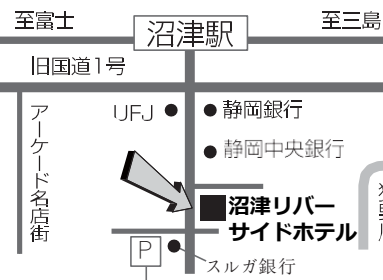 至富士
沼津駅
至三島
旧国道1号
アーケード名店街
UFJ
静岡銀行
静岡中央銀行
沼津リバー
サイドホテル
P
スルガ銀行